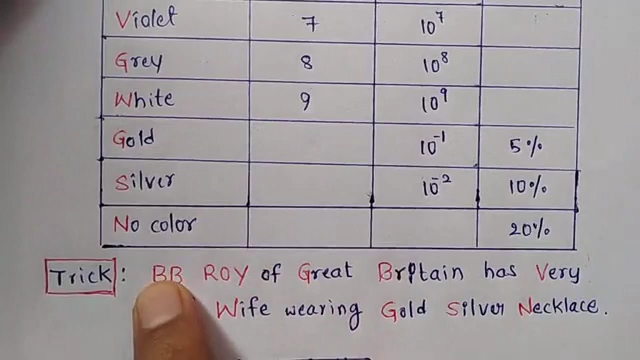 Violet 7 10^7
Grey 8 10^8
White 9 10^9
Gold 10^-1 5%
Silver 10^-2 10%
No color 20%
Trick : BB ROY of Great Britain has Very
Wife wearing Gold Silver Necklace.